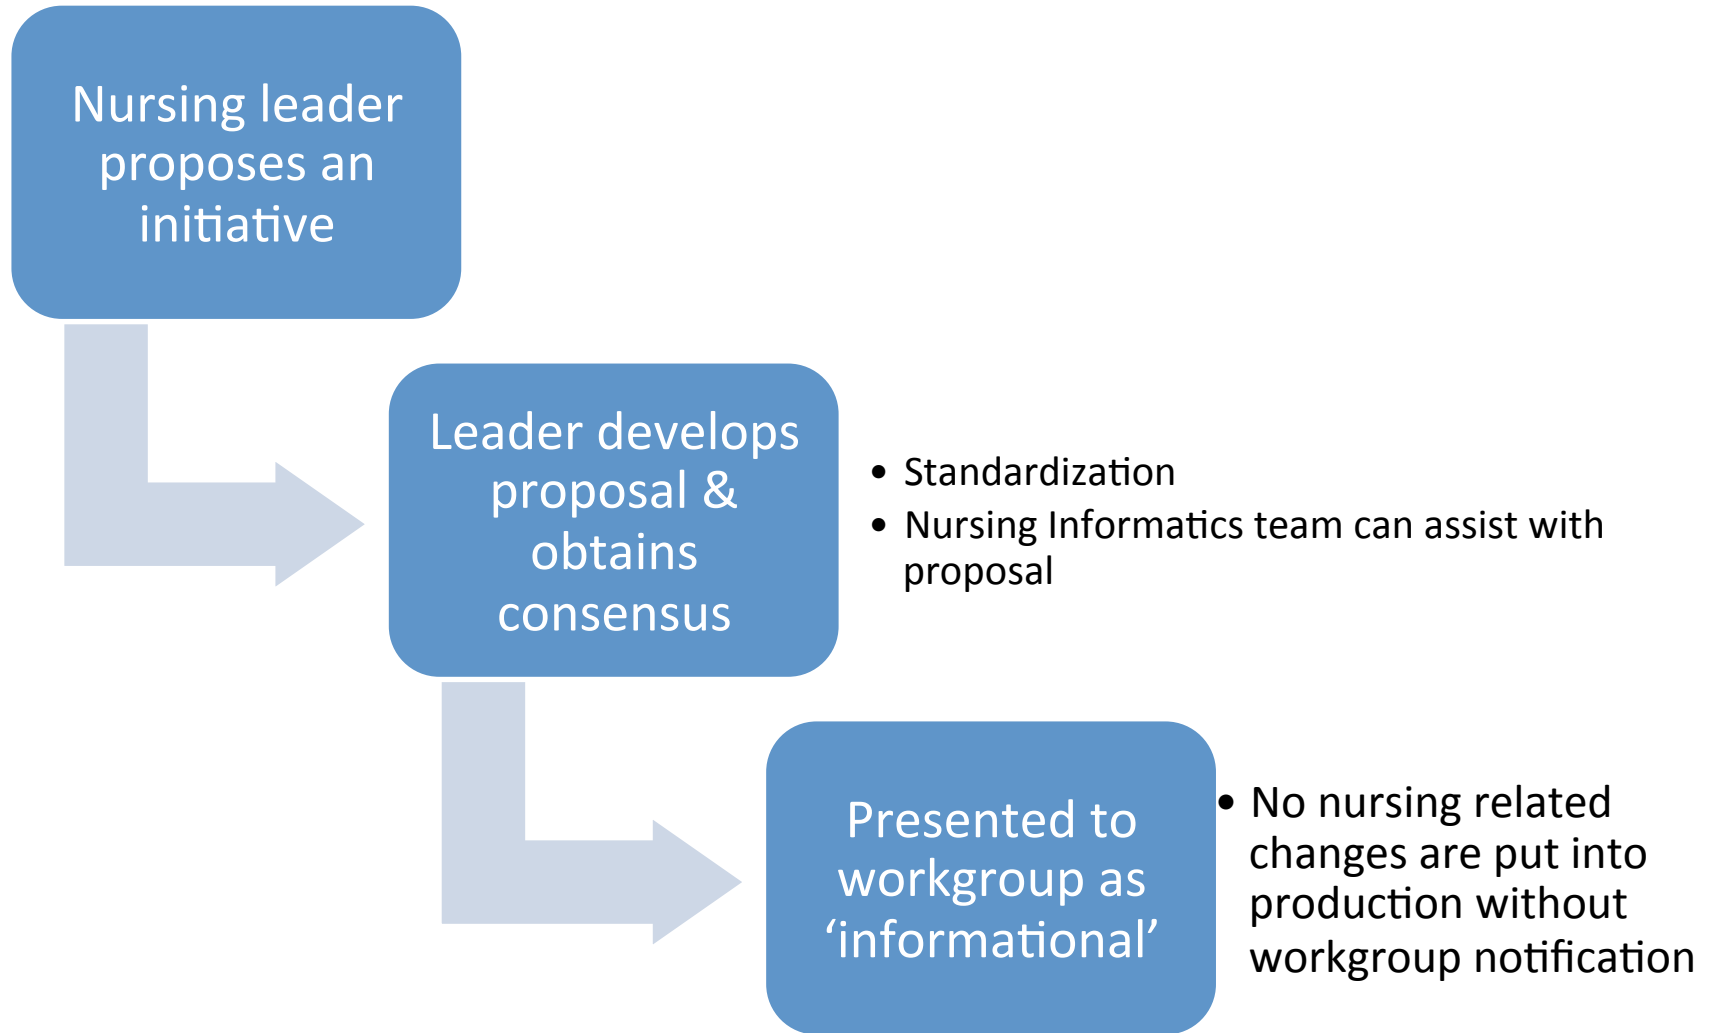 Nursing leader
proposes an
initiative
Leader develops
proposal &
obtains
consensus
• Standardization
• Nursing Informatics team can assist with
proposal
Presented to
workgroup as
‘informational’
• No nursing related
changes are put into
production without
workgroup notification